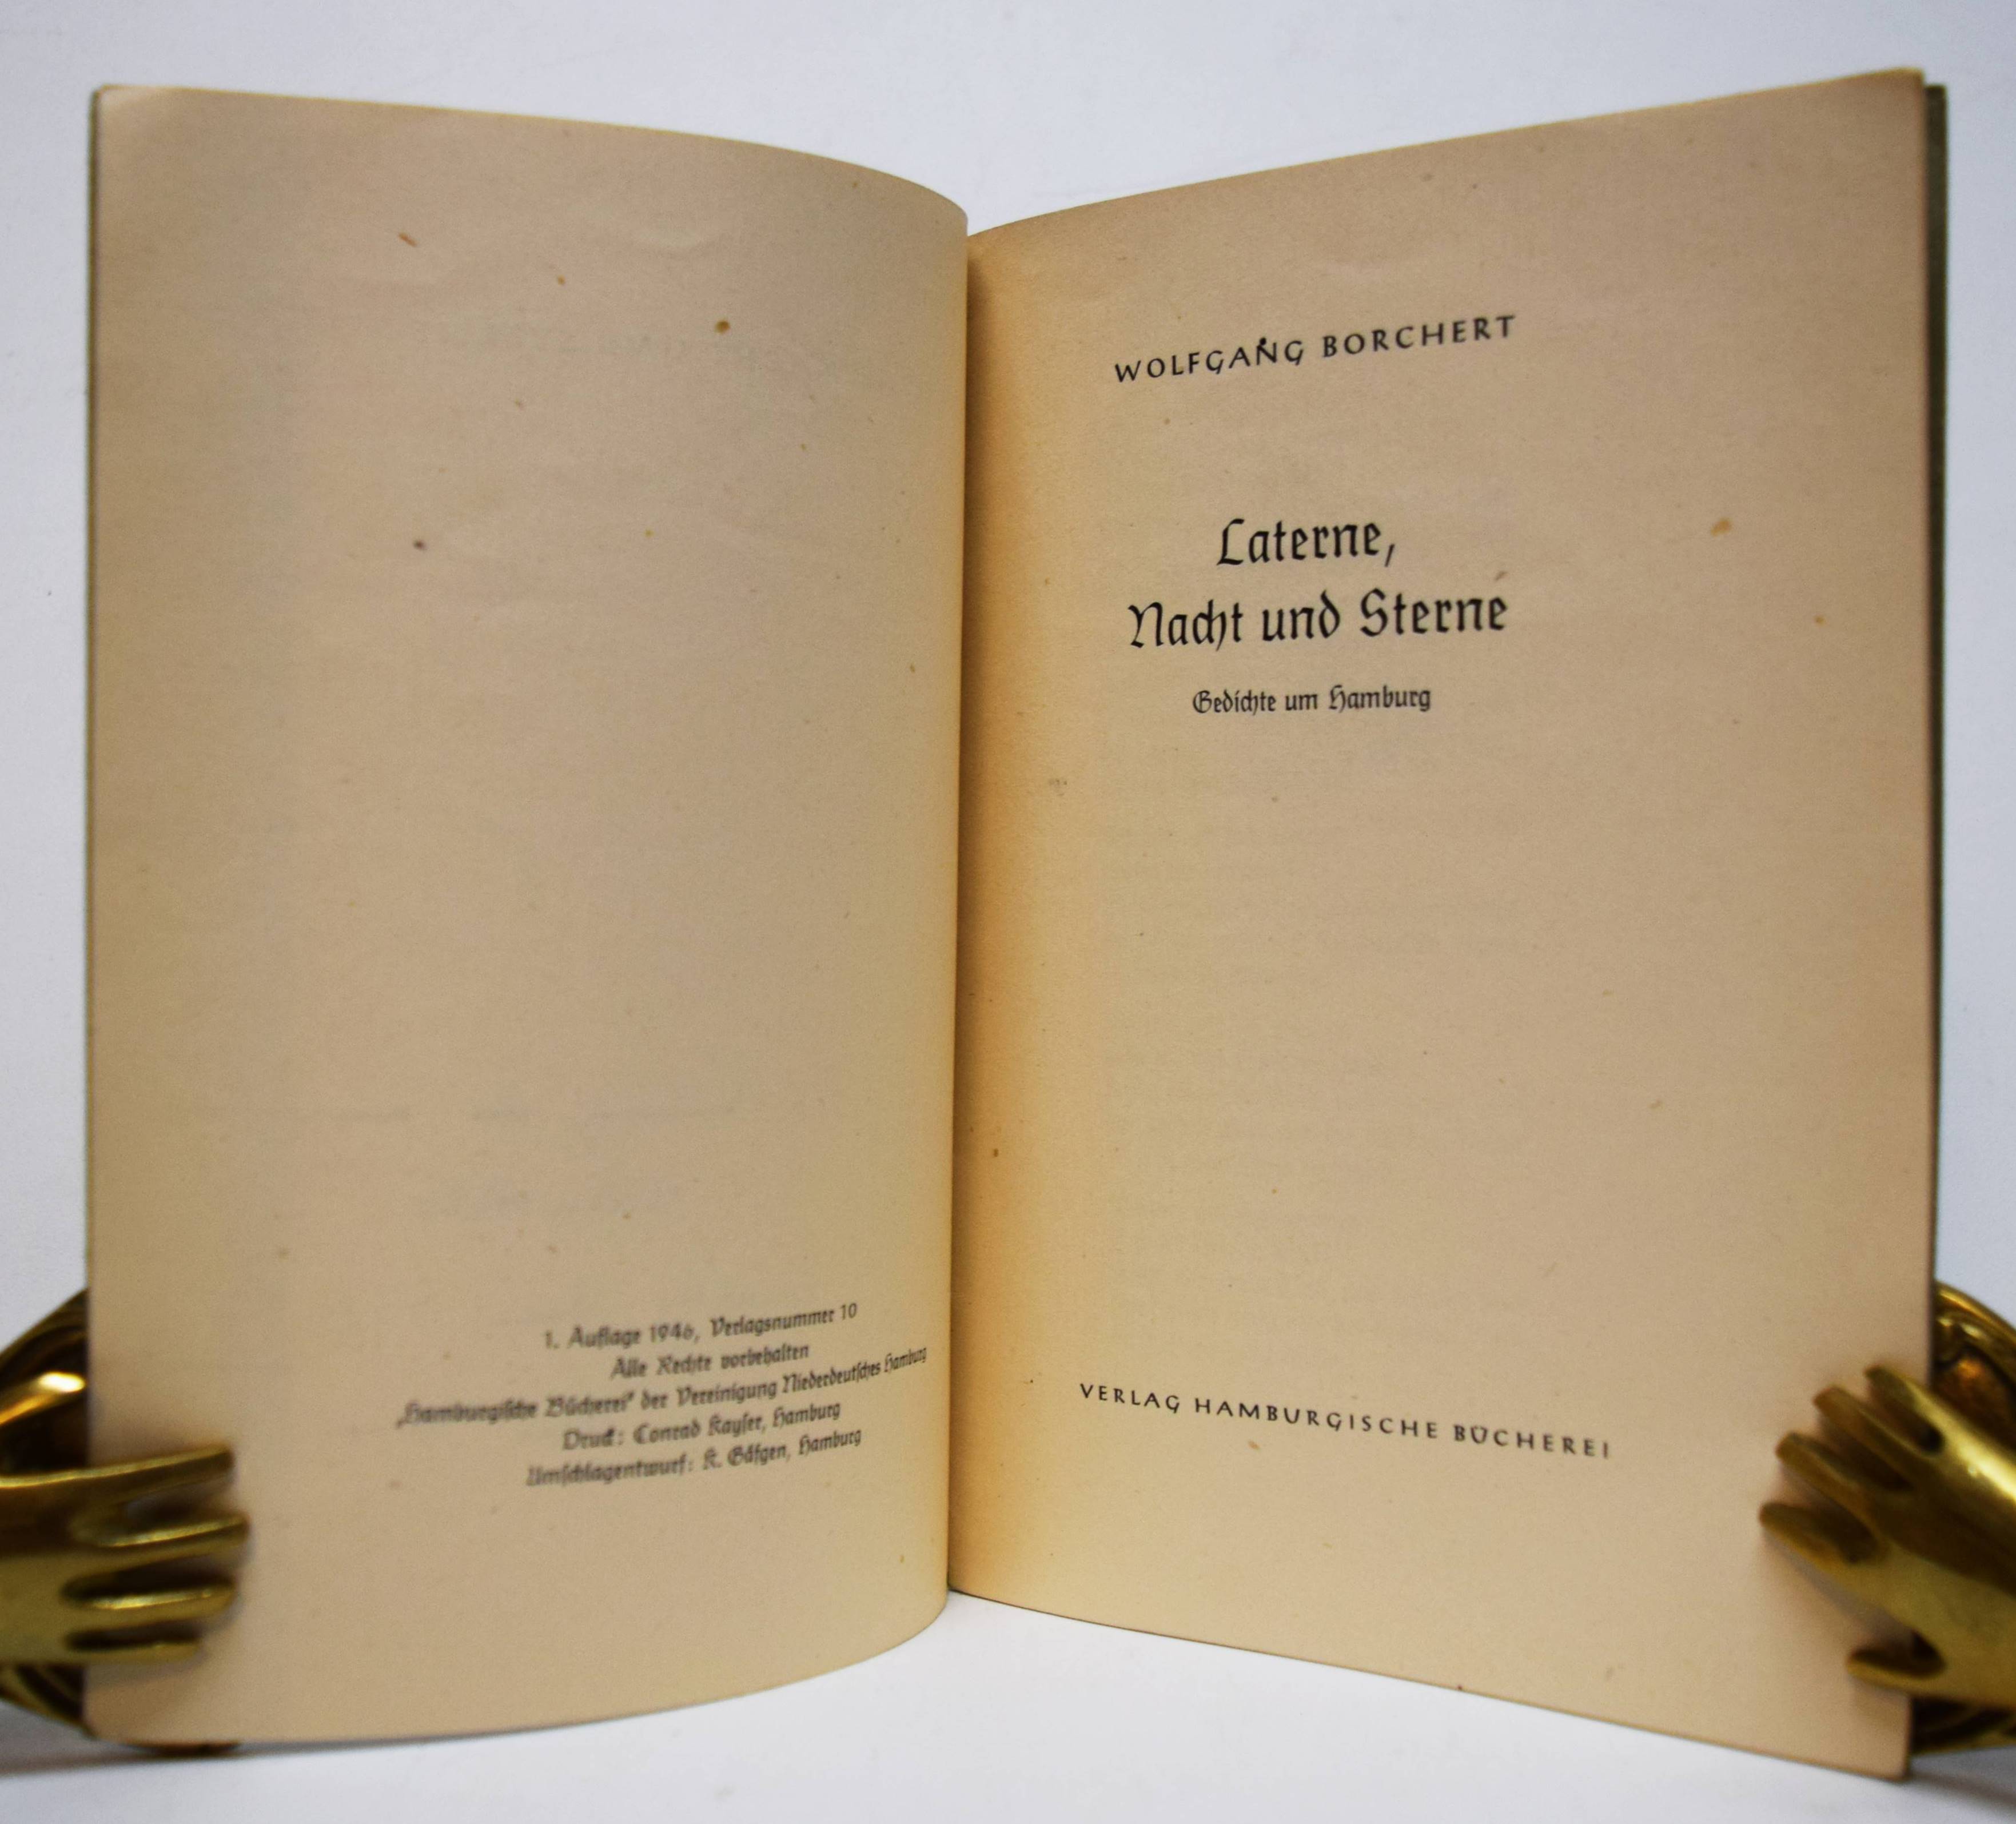 1. Auflage 1946, Verlagsnummer 10
Alle Rechte vorbehalten
„Hamburgische Bücherei“ der Vereinigung Niederdeutsches Hamburg
Druck: Conrad Kayser, Hamburg
Umschlagentwurf: K. Gäfgen, Hamburg
WOLFGANG BORCHERT
Laterne,
Nacht und Sterne
Gedichte um Hamburg
VERLAG HAMBURGISCHE BÜCHEREI